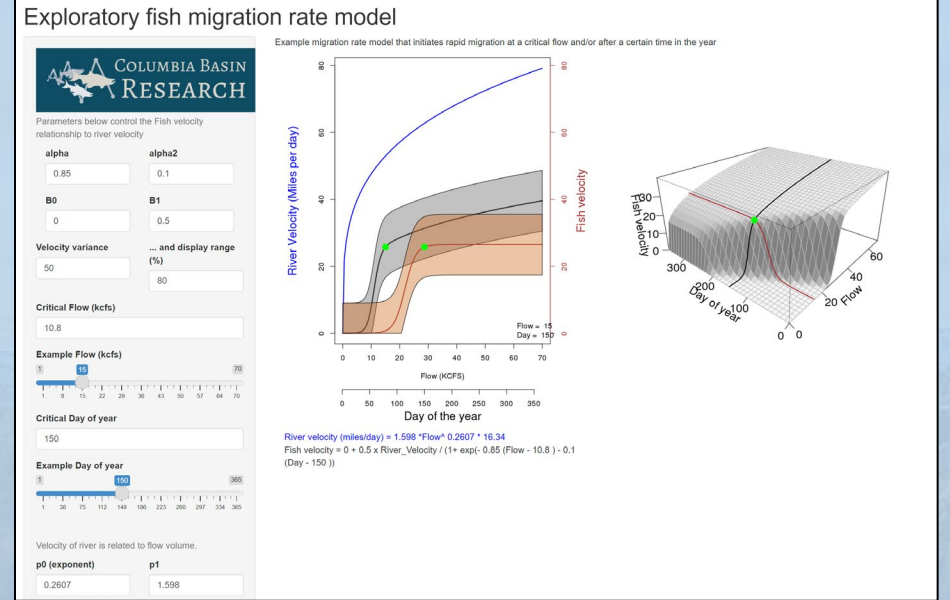 Exploratory fish migration rate model
COLUMBIA BASIN
RESEARCH
Parameters below control the Fish velocity
relationship to river velocity
alpha alpha2
0.85 0.1
B0 B1
0 0.5
Velocity variance ... and display range
(%)
50 80
Critical Flow (kcfs)
10.8
Example Flow (kcfs)
1 15 70
1 8 15 22 29 36 43 50 57 64 70
Critical Day of year
150
Example Day of year
1 150 365
1 38 75 112 149 186 223 260 297 334 365
Velocity of river is related to flow volume.
p0 (exponent) p1
0.2607 1.598
Example migration rate model that initiates rapid migration at a critical flow and/or after a certain time in the year
River Velocity (Miles per day)
0 20 40 60 80
Fish velocity
0 20 40 60 80
Flow = 15
Day = 150
0 10 20 30 40 50 60 70
Flow (KCFS)
0 50 100 150 200 250 300 350
Day of the year
River velocity (miles/day) = 1.598 *Flow^ 0.2607 * 16.34
Fish velocity = 0 + 0.5 x River_Velocity / (1+ exp(- 0.85 (Flow - 10.8 ) - 0.1
(Day - 150 ))
Fish velocity
30
20
10
0
300
200
100
0
Day of year
0
20
40
60
Flow